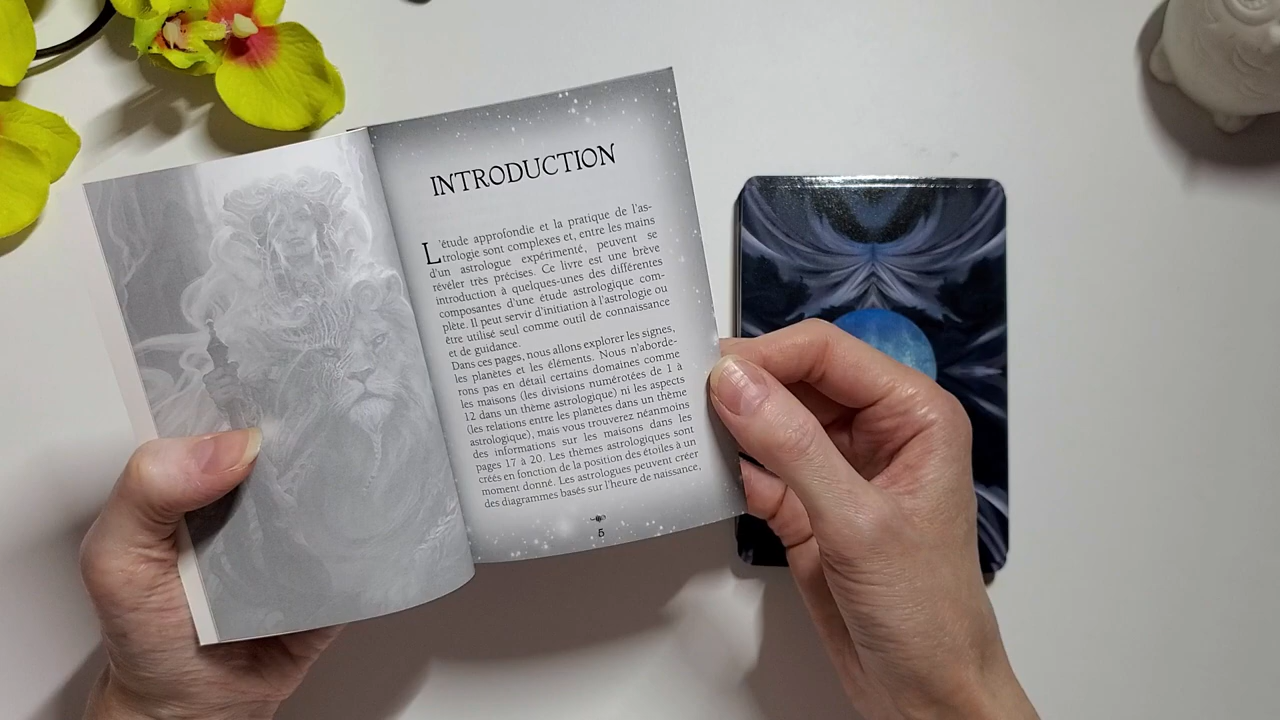 INTRODUCTION
L'étude approfondie et la pratique de l'as-
trologie sont complexes et, entre les mains
d'un astrologue expérimenté, peuvent se
révéler très précises. Ce livre est une brève
introduction à quelques-unes des différentes
composantes d'une étude astrologique com-
plète. Il peut servir d'initiation à l'astrologie ou
être utilisé seul comme outil de connaissance
et de guidance.
Dans ces pages, nous allons explorer les signes,
les planètes et les éléments. Nous n'aborde-
rons pas en détail certains domaines comme
les maisons (les divisions numérotées de 1 à
12 dans un thème astrologique) ni les aspects
(les relations entre les planètes dans un thème
astrologique), mais vous trouverez néanmoins
des informations sur les maisons dans les
pages 17 à 20. Les thèmes astrologiques sont
créés en fonction de la position des étoiles à un
moment donné. Les astrologues peuvent créer
des diagrammes basés sur l'heure de naissance,
5